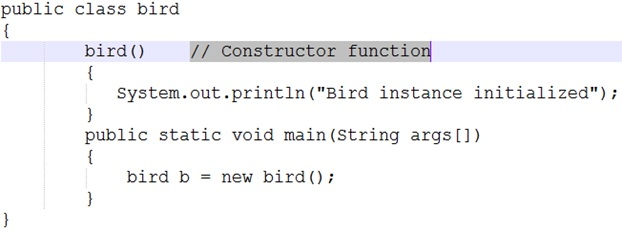 public class bird
{
bird() // Constructor function
{
System.out.println("Bird instance initialized");
}
public static void main(String args[])
{
bird b = new bird();
}
}